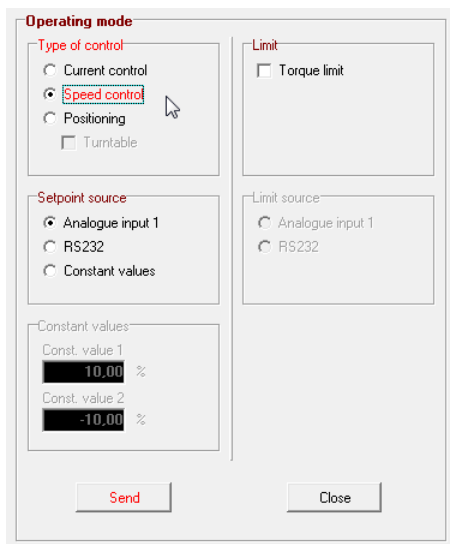 Operating mode
Type of control
Current control
Speed control
Positioning
Turntable
Limit
Torque limit
Setpoint source
Analogue input 1
RS232
Constant values
Limit source
Analogue input 1
RS232
Constant values
Const. value 1
10,00 %
Const. value 2
-10,00 %
Send
Close